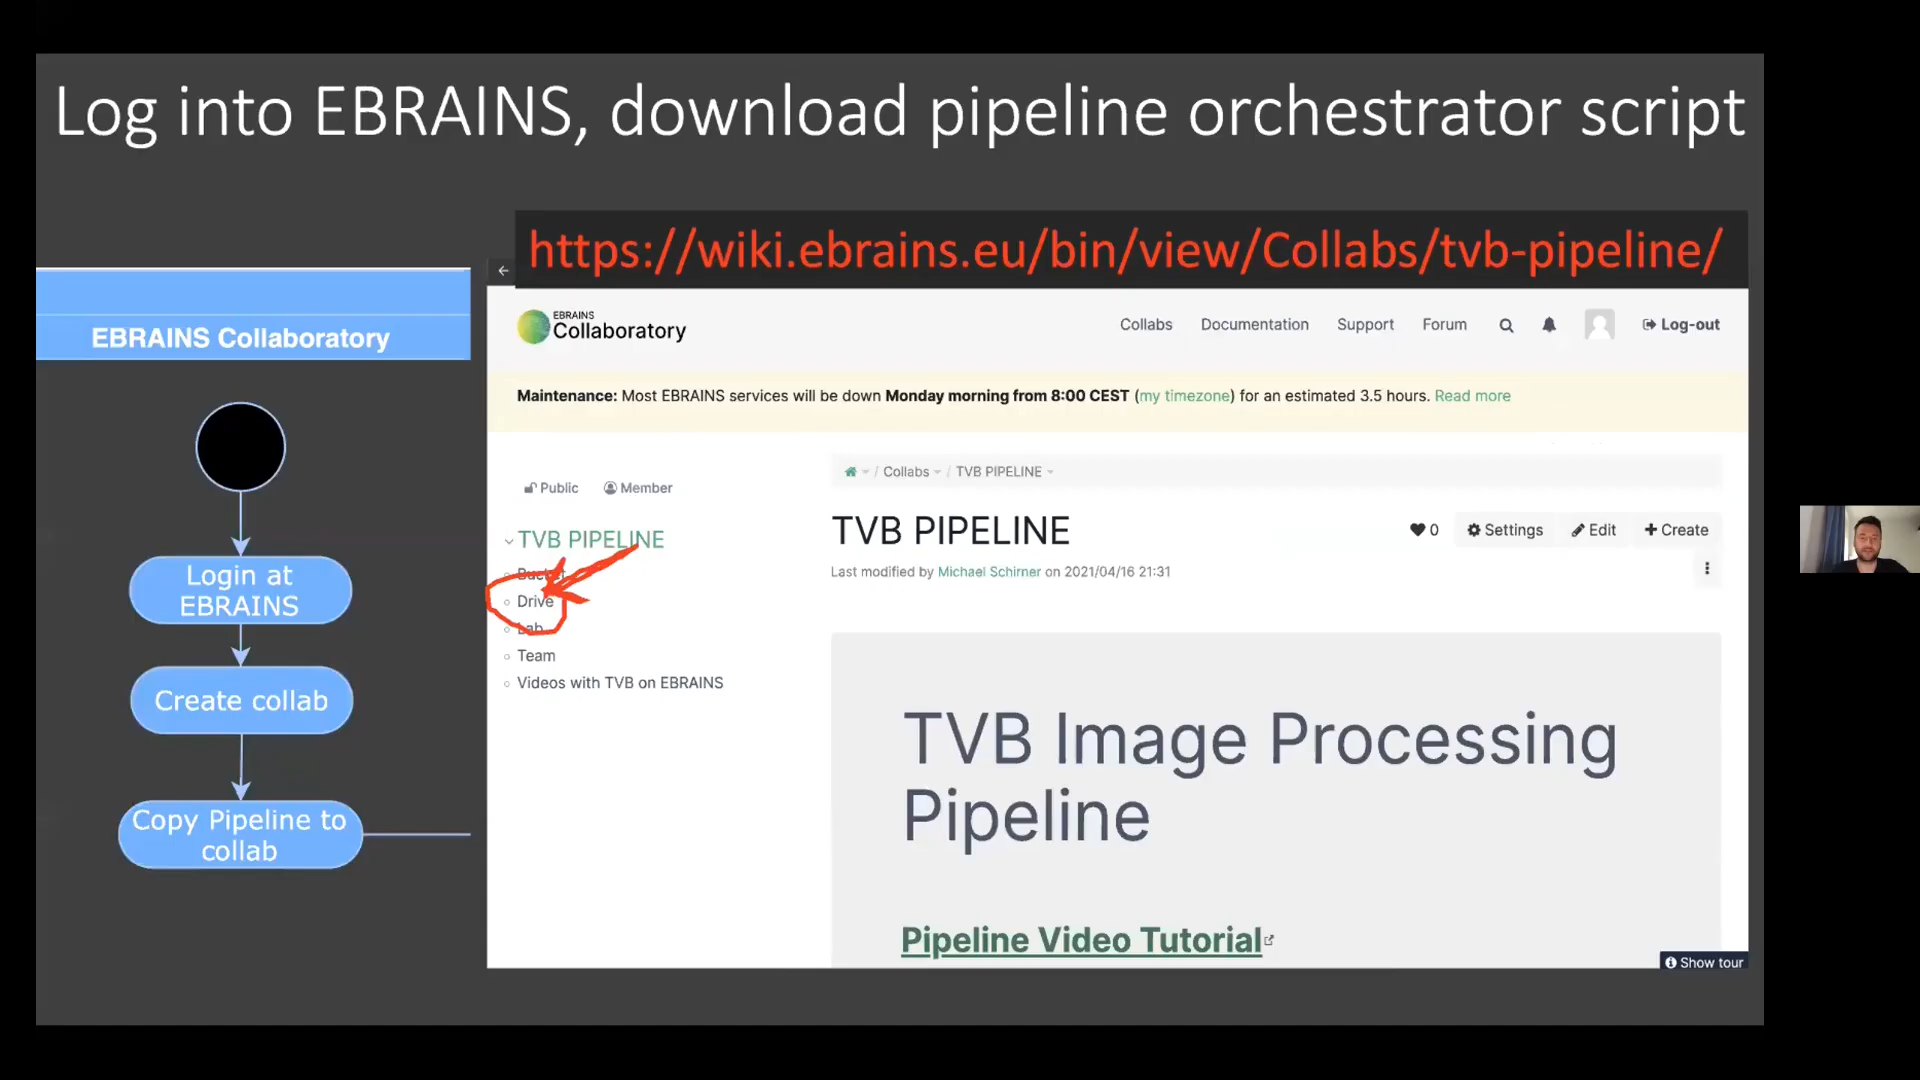 Log into EBRAINS, download pipeline orchestrator script
https://wiki.ebrains.eu/bin/view/Collabs/tvb-pipeline/
EBRAINS Collaboratory
Login at
EBRAINS
Create collab
Copy Pipeline to
collab
EBRAINS
Collaboratory
Collabs Documentation Support Forum Log-out
Maintenance: Most EBRAINS services will be down Monday morning from 8:00 CEST (my timezone) for an estimated 3.5 hours. Read more
Public Member
TVB PIPELINE
Bucket
Drive
Lab
Team
Videos with TVB on EBRAINS
/ Collabs / TVB PIPELINE
TVB PIPELINE
0 Settings Edit Create
Last modified by Michael Schirner on 2021/04/16 21:31
TVB Image Processing
Pipeline
Pipeline Video Tutorial
Show tour